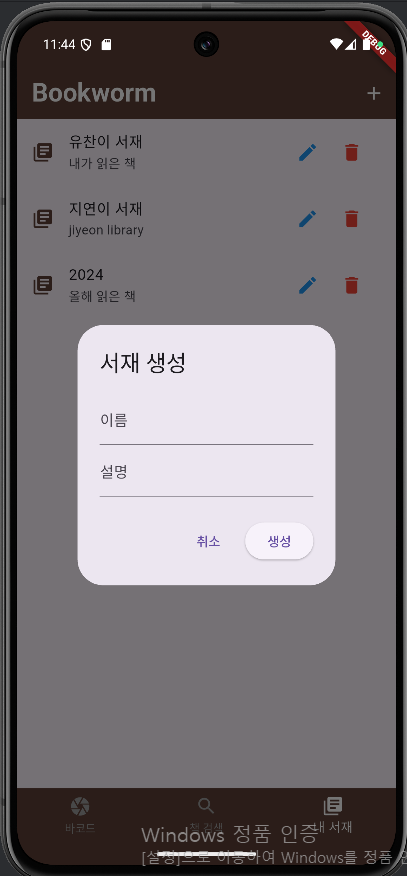 11:44
DEBUG
Bookworm
유찬이 서재
내가 읽은 책
지연이 서재
jiyeon library
2024
올해 읽은 책
서재 생성
이름
설명
취소 생성
바코드 책 검색 내 서재
Windows 정품 인증
[설정]으로 이동하여 Windows를 정품 인